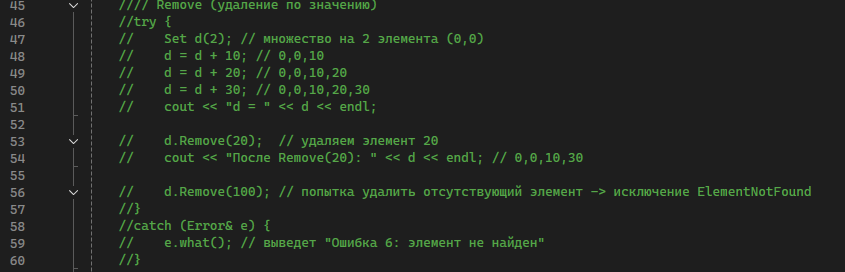 45 //// Remove (удаление по значению)
46 //try {
47 //    Set d(2); // множество на 2 элемента (0,0)
48 //    d = d + 10; // 0,0,10
49 //    d = d + 20; // 0,0,10,20
50 //    d = d + 30; // 0,0,10,20,30
51 //    cout << "d = " << d << endl;
52
53 //    d.Remove(20);  // удаляем элемент 20
54 //    cout << "После Remove(20): " << d << endl; // 0,0,10,30
55
56 //    d.Remove(100); // попытка удалить отсутствующий элемент -> исключение ElementNotFound
57 //}
58 //catch (Error& e) {
59 //    e.what(); // выведет "Ошибка 6: элемент не найден"
60 //}